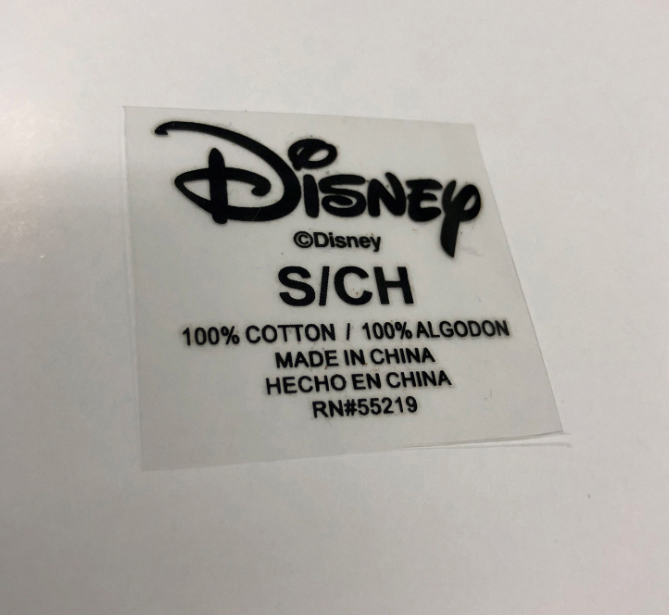 Disney
©Disney
S/CH
100% COTTON / 100% ALGODON
MADE IN CHINA
HECHO EN CHINA
RN#55219